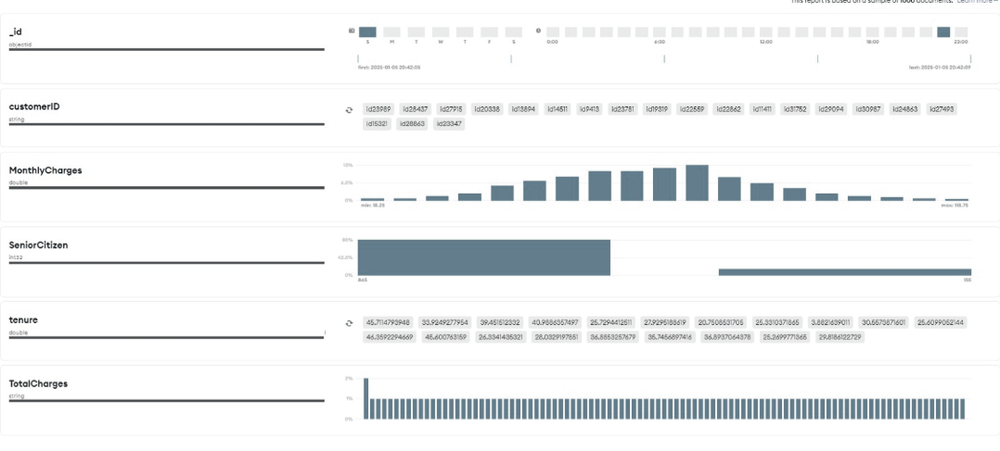 This report is based on a sample of 1000 documents. Learn more
_id
objectid
S M T W T F S 0:00 6:00 12:00 18:00 23:00
first: 2025-01-05 20:42:05 last: 2025-01-05 20:42:09
customerID
string
id23989 id28437 id27915 id20338 id13894 id14511 id9413 id23781 id19319 id22559 id22862 id11411 id31752 id29094 id30987 id24863 id27493
id15321 id28863 id23347
MonthlyCharges
double
13%
6.5%
0%
min: 18.25 max: 118.75
SeniorCitizen
int32
0%
845 155
tenure
double
45.7114793948 33.9249277954 39.451512332 40.9886357497 25.7294412511 27.9295188619 20.7508531705 25.3310371865 3.8821639011 30.5573571601 25.6099052144
46.3592294669 45.600763159 26.3341435321 28.0329197851 36.8853257679 35.7456897416 36.8937064378 25.2699771365 29.8186122729
TotalCharges
string
2%
1%
0%